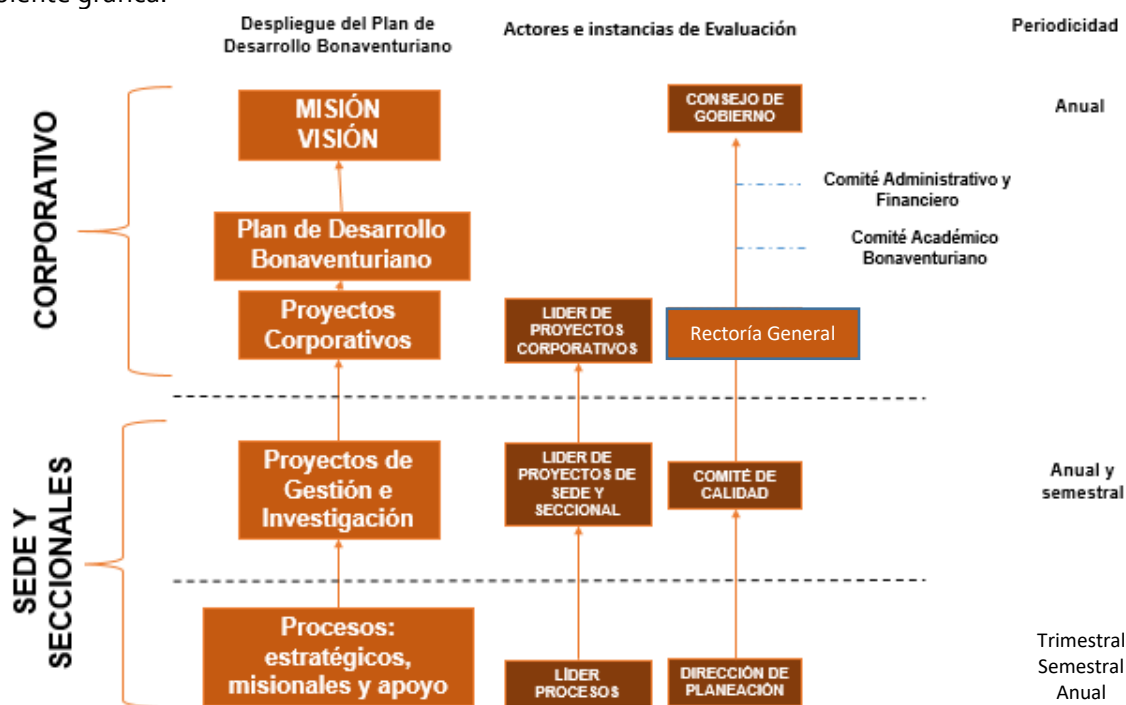 gráfica.
Despliegue del Plan de
Desarrollo Bonaventuriano
Actores e instancias de Evaluación
Periodicidad
CORPORATIVO
MISIÓN
VISIÓN
CONSEJO DE
GOBIERNO
Anual
Comité Administrativo y
Financiero
Plan de Desarrollo
Bonaventuriano
Comité Académico
Bonaventuriano
Proyectos
Corporativos
LIDER DE
PROYECTOS
CORPORATIVOS
Rectoría General
SEDE Y
SECCIONALES
Proyectos de
Gestión e
Investigación
LIDER DE
PROYECTOS DE
SEDE Y
SECCIONAL
COMITÉ DE
CALIDAD
Anual y
semestral
Procesos:
estratégicos,
misionales y apoyo
LÍDER
PROCESOS
DIRECCIÓN DE
PLANEACIÓN
Trimestral
Semestral
Anual